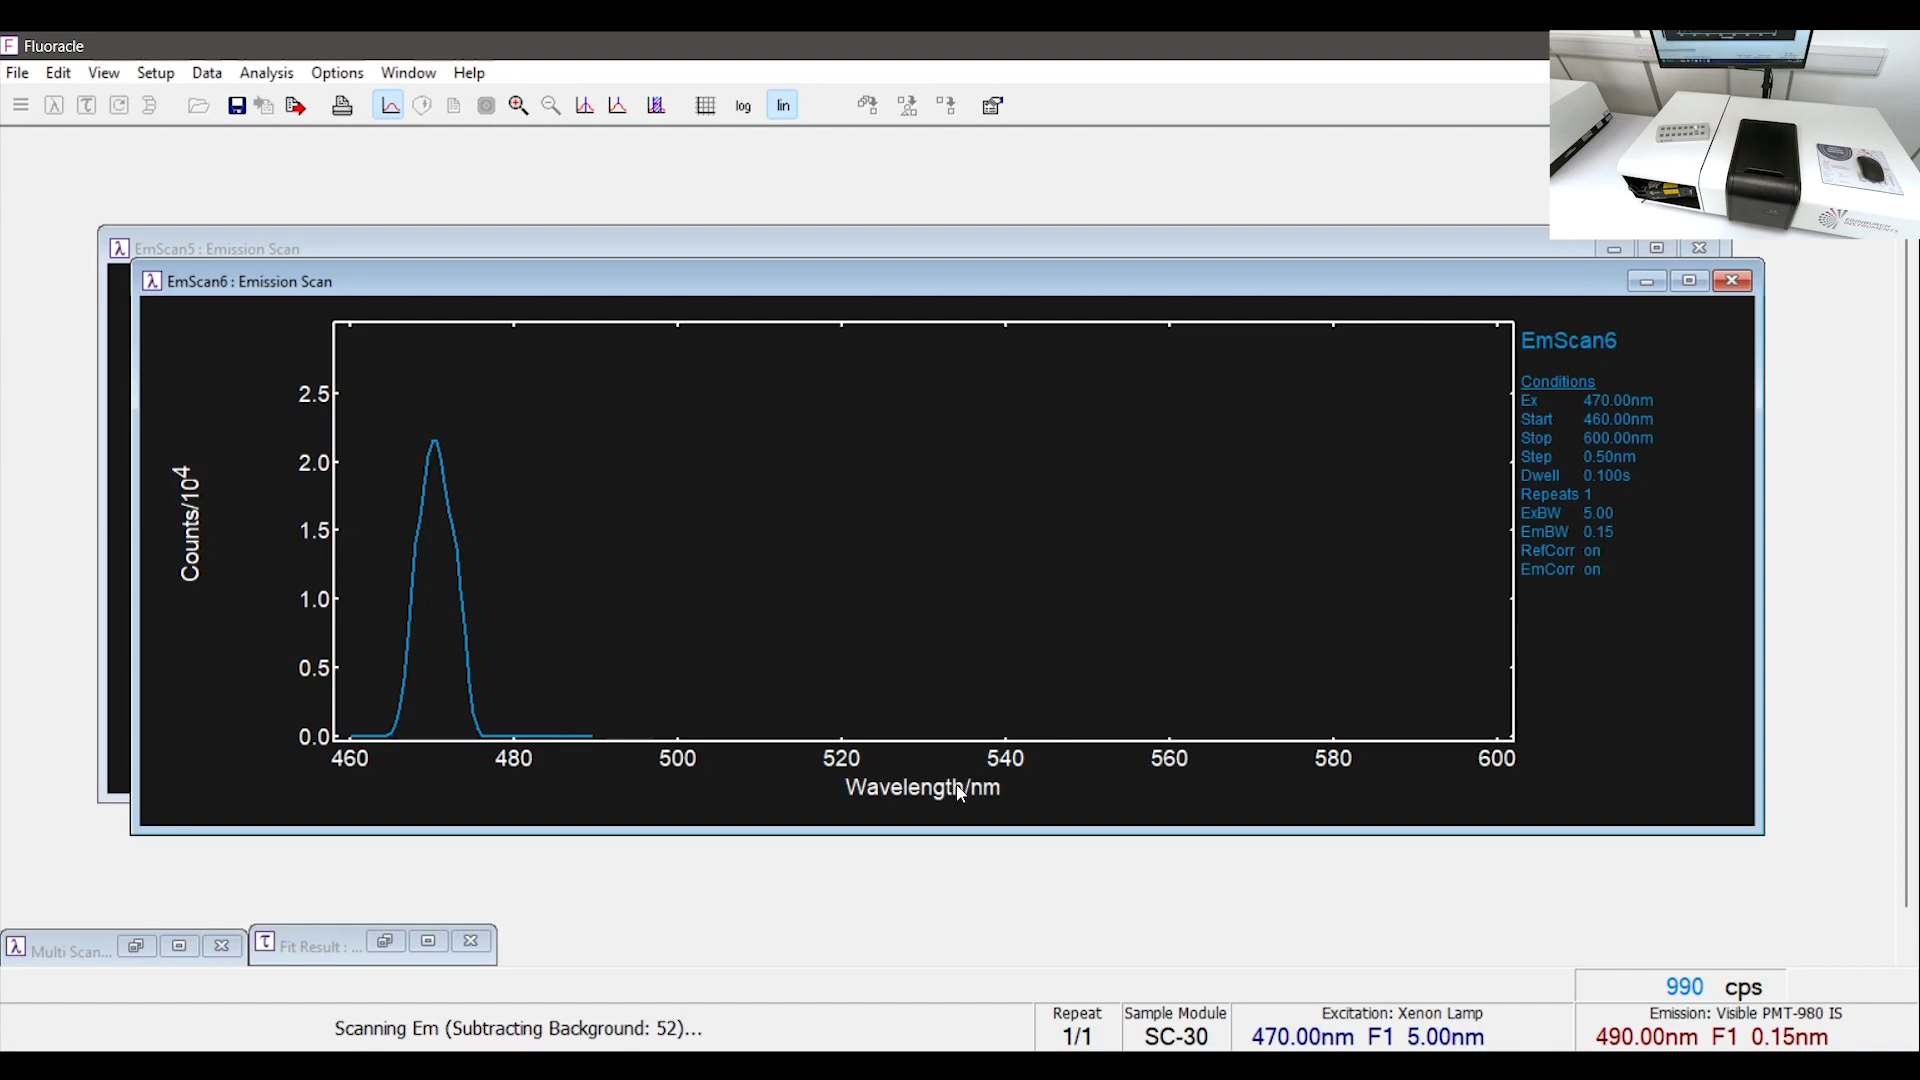 Fluoracle
File Edit View Setup Data Analysis Options Window Help
log lin
EmScan5 : Emission Scan
EmScan6 : Emission Scan
EmScan6
Conditions
Ex 470.00nm
Start 460.00nm
Stop 600.00nm
Step 0.50nm
Dwell 0.100s
Repeats 1
ExBW 5.00
EmBW 0.15
RefCorr on
EmCorr on
Counts/10⁴
2.5
2.0
1.5
1.0
0.5
0.0
460 480 500 520 540 560 580 600
Wavelength/nm
Multi Scan...
Fit Result : ...
990 cps
Scanning Em (Subtracting Background: 52)...
Repeat
1/1
Sample Module
SC-30
Excitation: Xenon Lamp
470.00nm F1 5.00nm
Emission: Visible PMT-980 IS
490.00nm F1 0.15nm
EDINBURGH
INSTRUMENTS